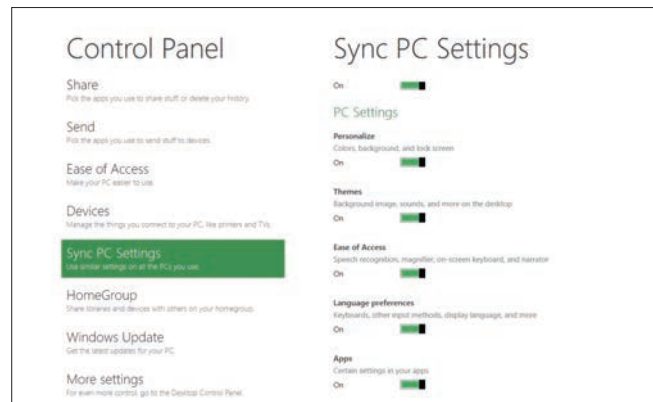 Control Panel
Share
Pick the apps you use to share stuff, or delete your history.
Send
Pick the apps you use to send stuff to devices.
Ease of Access
Make your PC easier to use.
Devices
Manage the things you connect to your PC, like printers and TVs.
Sync PC Settings
Use similar settings on all the PCs you use.
HomeGroup
Share libraries and devices with others on your homegroup.
Windows Update
Get the latest updates for your PC.
More settings
For even more control, go to the Desktop Control Panel.
Sync PC Settings
On
PC Settings
Personalize
Colors, background, and lock screen
On
Themes
Background image, sounds, and more on the desktop
On
Ease of Access
Speech recognition, magnifier, on-screen keyboard, and narrator
On
Language preferences
Keyboards, other input methods, display language, and more
On
Apps
Certain settings in your apps
On